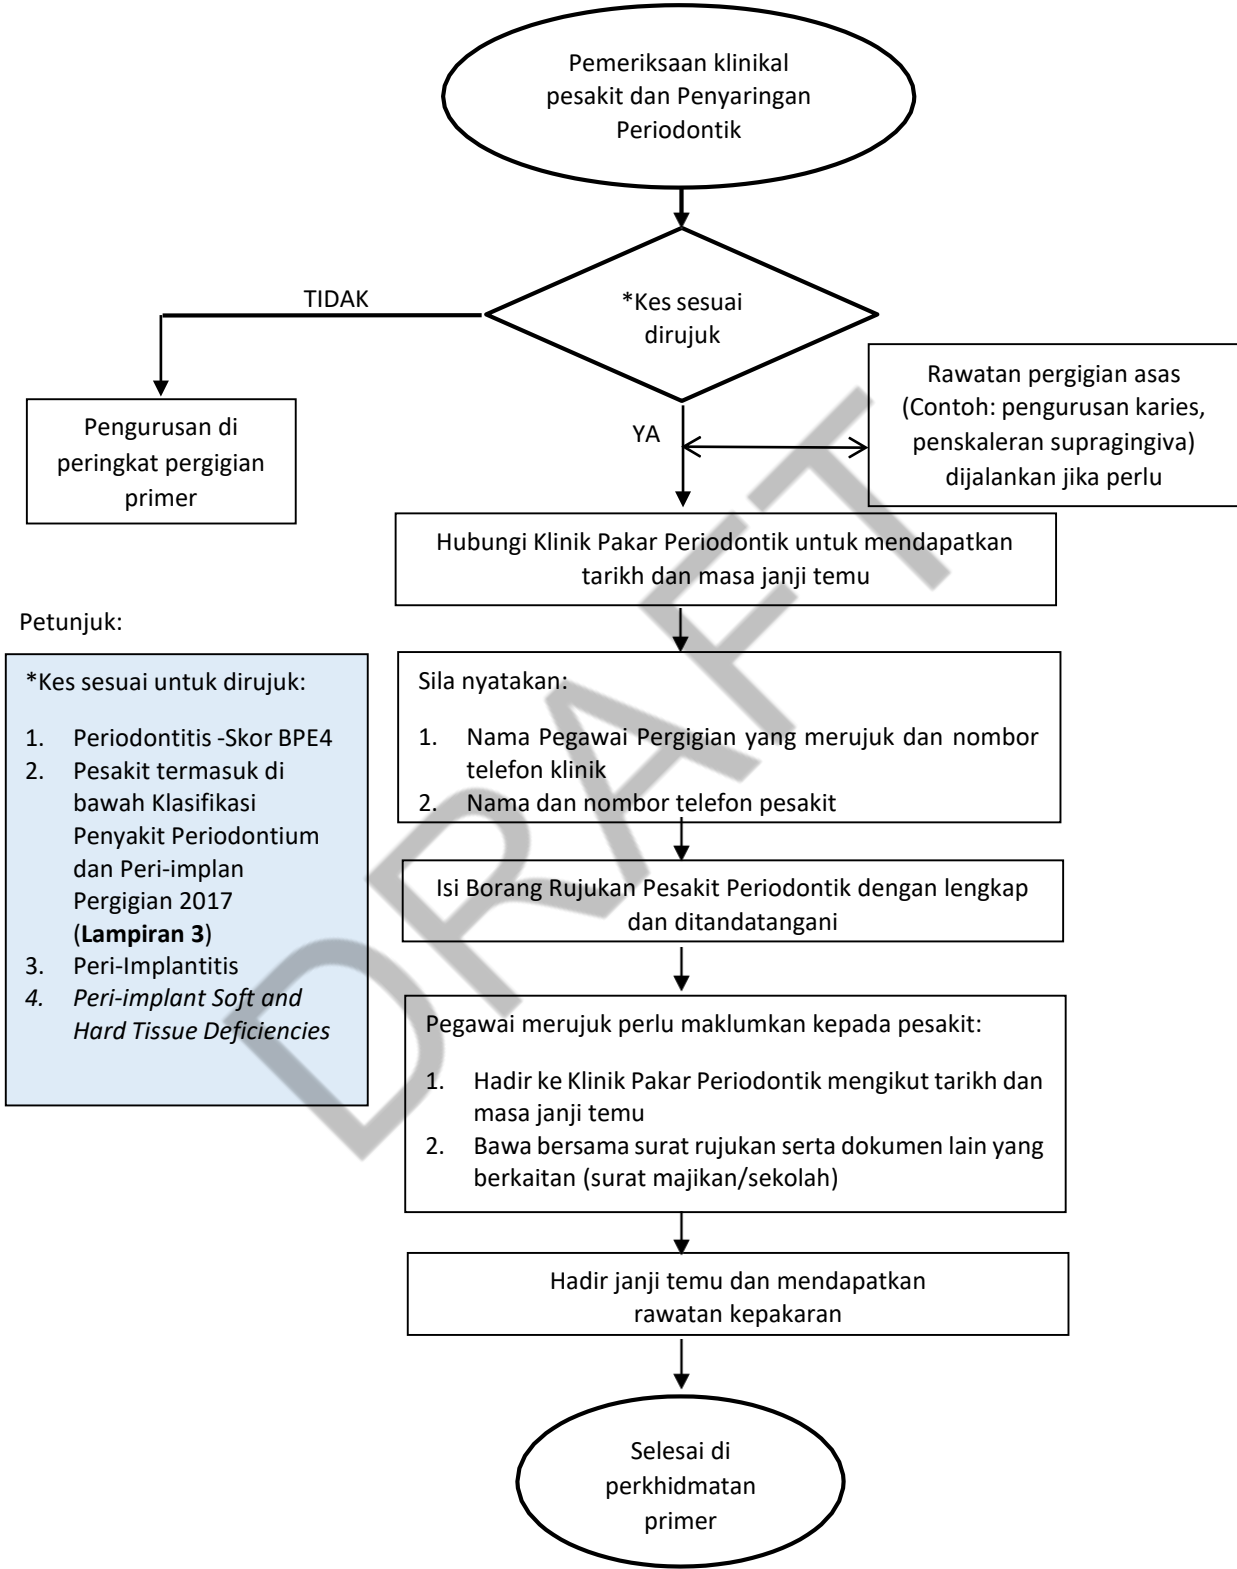 Pemeriksaan klinikal
pesakit dan Penyaringan
Periodontik
*Kes sesuai
dirujuk
TIDAK
Pengurusan di
peringkat pergigian
primer
YA
Rawatan pergigian asas
(Contoh: pengurusan karies,
penskaleran supragingiva)
dijalankan jika perlu
Hubungi Klinik Pakar Periodontik untuk mendapatkan
tarikh dan masa janji temu
Petunjuk:
*Kes sesuai untuk dirujuk:
1. Periodontitis -Skor BPE4
2. Pesakit termasuk di
bawah Klasifikasi
Penyakit Periodontium
dan Peri-implan
Pergigian 2017
(Lampiran 3)
3. Peri-Implantitis
4. Peri-implant Soft and
Hard Tissue Deficiencies
Sila nyatakan:
1. Nama Pegawai Pergigian yang merujuk dan nombor
telefon klinik
2. Nama dan nombor telefon pesakit
Isi Borang Rujukan Pesakit Periodontik dengan lengkap
dan ditandatangani
Pegawai merujuk perlu maklumkan kepada pesakit:
1. Hadir ke Klinik Pakar Periodontik mengikut tarikh dan
masa janji temu
2. Bawa bersama surat rujukan serta dokumen lain yang
berkaitan (surat majikan/sekolah)
Hadir janji temu dan mendapatkan
rawatan kepakaran
Selesai di
perkhidmatan
primer
DRAFT